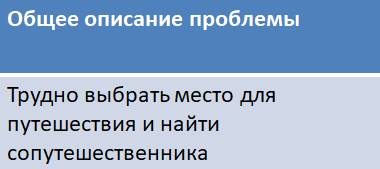 Общее описание проблемы
Трудно выбрать место для
путешествия и найти
сопутешественника